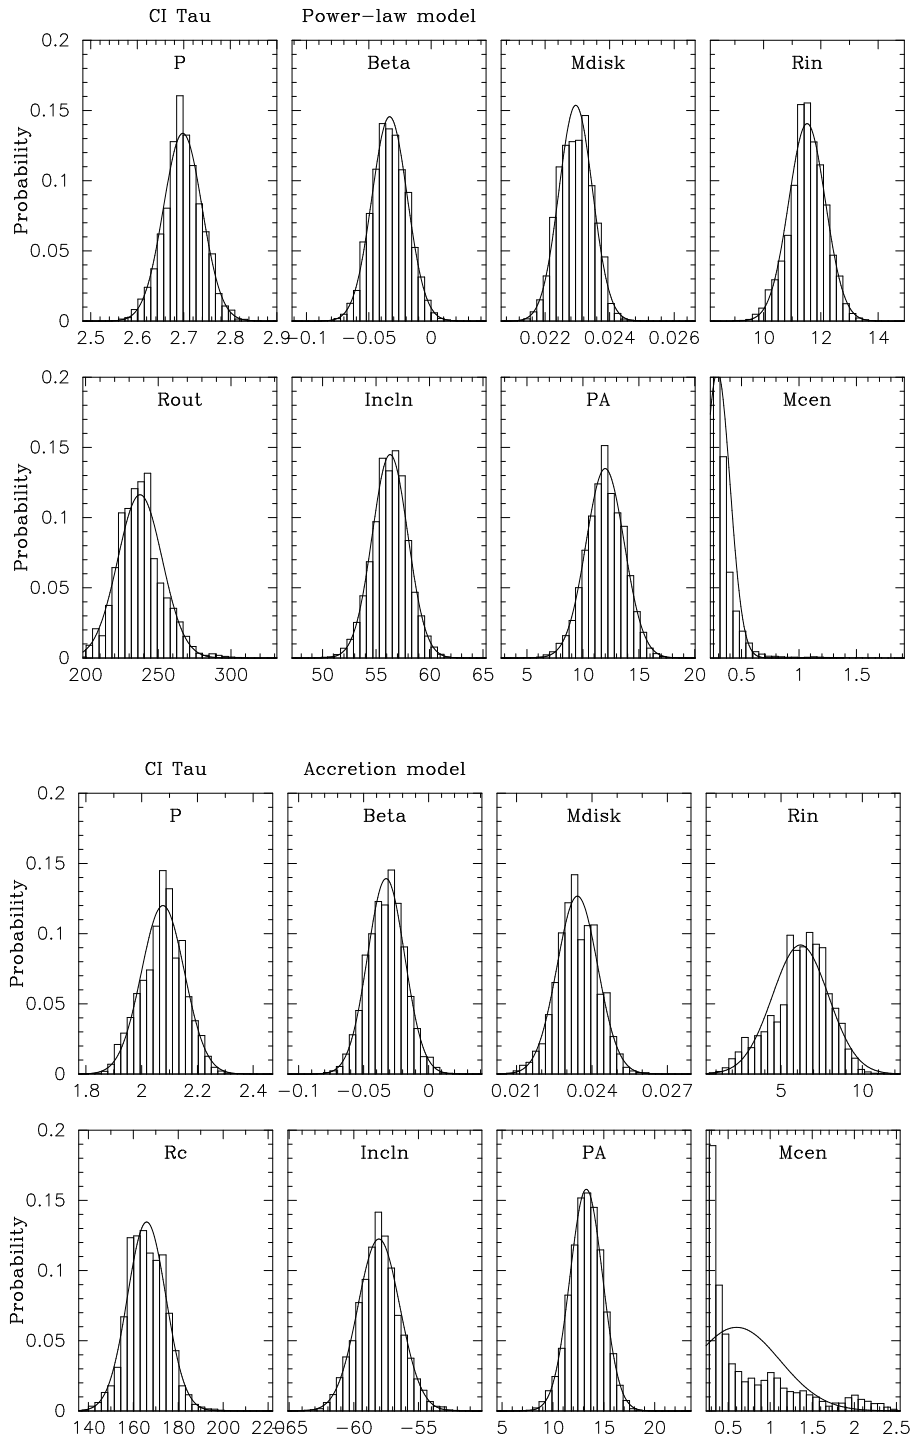 CI Tau Power-law model
P Beta Mdisk Rin
0.2
0.15
0.1
0.05
0
Probability
2.5 2.6 2.7 2.8 2.9 -0.1 -0.05 0 0.022 0.024 0.026 10 12 14
Rout Incln PA Mcen
0.2
0.15
0.1
0.05
0
Probability
200 250 300 50 55 60 65 5 10 15 20 0.5 1 1.5
CI Tau Accretion model
P Beta Mdisk Rin
0.2
0.15
0.1
0.05
0
Probability
1.8 2 2.2 2.4 -0.1 -0.05 0 0.021 0.024 0.027 5 10
Rc Incln PA Mcen
0.2
0.15
0.1
0.05
0
Probability
140 160 180 200 220 -65 -60 -55 5 10 15 20 0.5 1 1.5 2 2.5